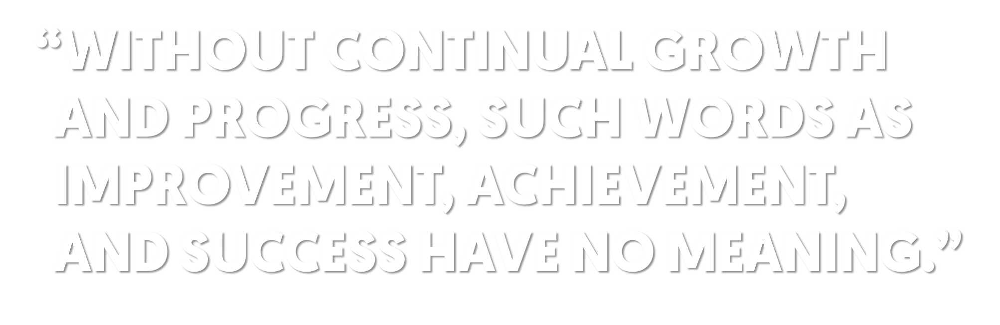 “WITHOUT CONTINUAL GROWTH
AND PROGRESS, SUCH WORDS AS
IMPROVEMENT, ACHIEVEMENT,
AND SUCCESS HAVE NO MEANING.”